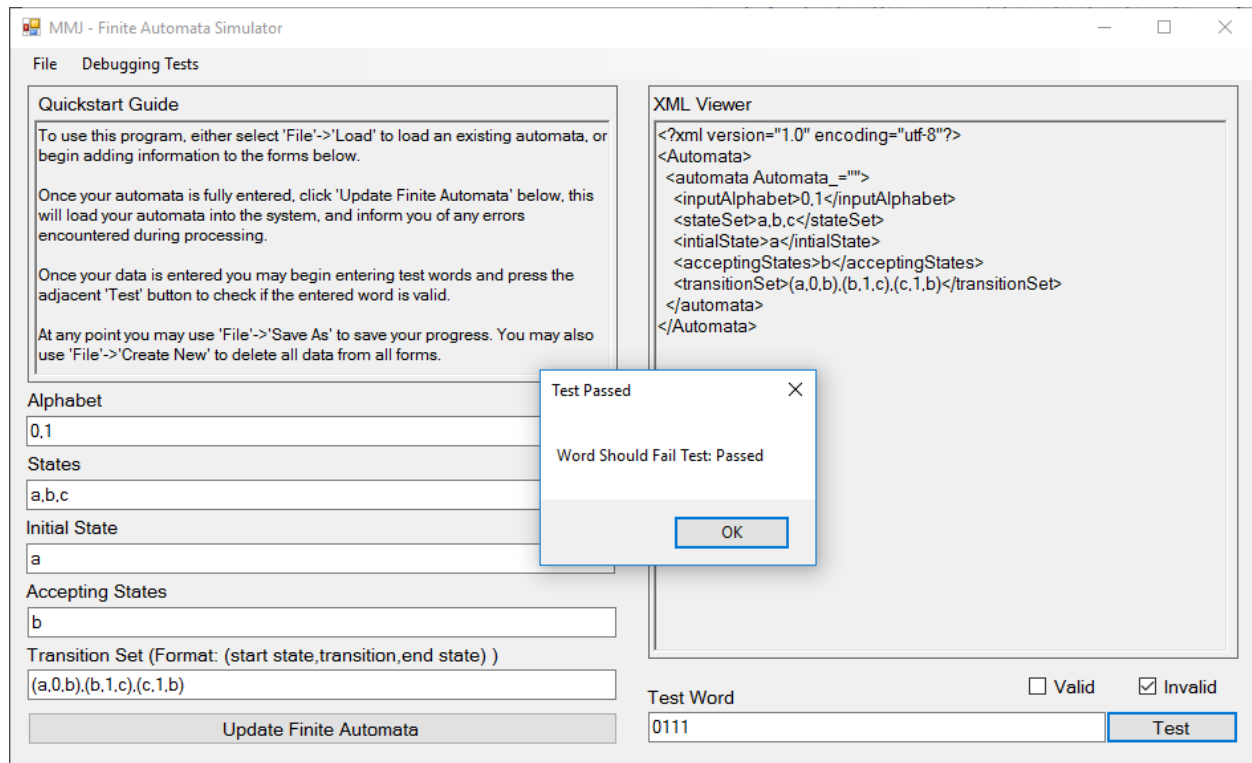 MMJ - Finite Automata Simulator
File Debugging Tests
Quickstart Guide
To use this program, either select 'File'->'Load' to load an existing automata, or
begin adding information to the forms below.
Once your automata is fully entered, click 'Update Finite Automata' below, this
will load your automata into the system, and inform you of any errors
encountered during processing.
Once your data is entered you may begin entering test words and press the
adjacent 'Test' button to check if the entered word is valid.
At any point you may use 'File'->'Save As' to save your progress. You may also
use 'File'->'Create New' to delete all data from all forms.
Alphabet
0,1
States
a,b,c
Initial State
a
Accepting States
b
Transition Set (Format: (start state,transition,end state) )
(a,0,b),(b,1,c),(c,1,b)
Update Finite Automata
XML Viewer
<?xml version="1.0" encoding="utf-8"?>
<Automata>
<automata Automata_="">
<inputAlphabet>0,1</inputAlphabet>
<stateSet>a,b,c</stateSet>
<intialState>a</intialState>
<acceptingStates>b</acceptingStates>
<transitionSet>(a,0,b),(b,1,c),(c,1,b)</transitionSet>
</automata>
</Automata>
Test Passed
Word Should Fail Test: Passed
OK
Valid Invalid
Test Word
0111
Test